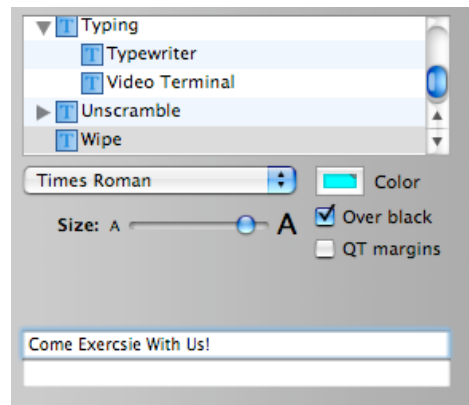 Typing
Typewriter
Video Terminal
Unscramble
Wipe
Times Roman
Color
Size: A A
Over black
QT margins
Come Exercsie With Us!